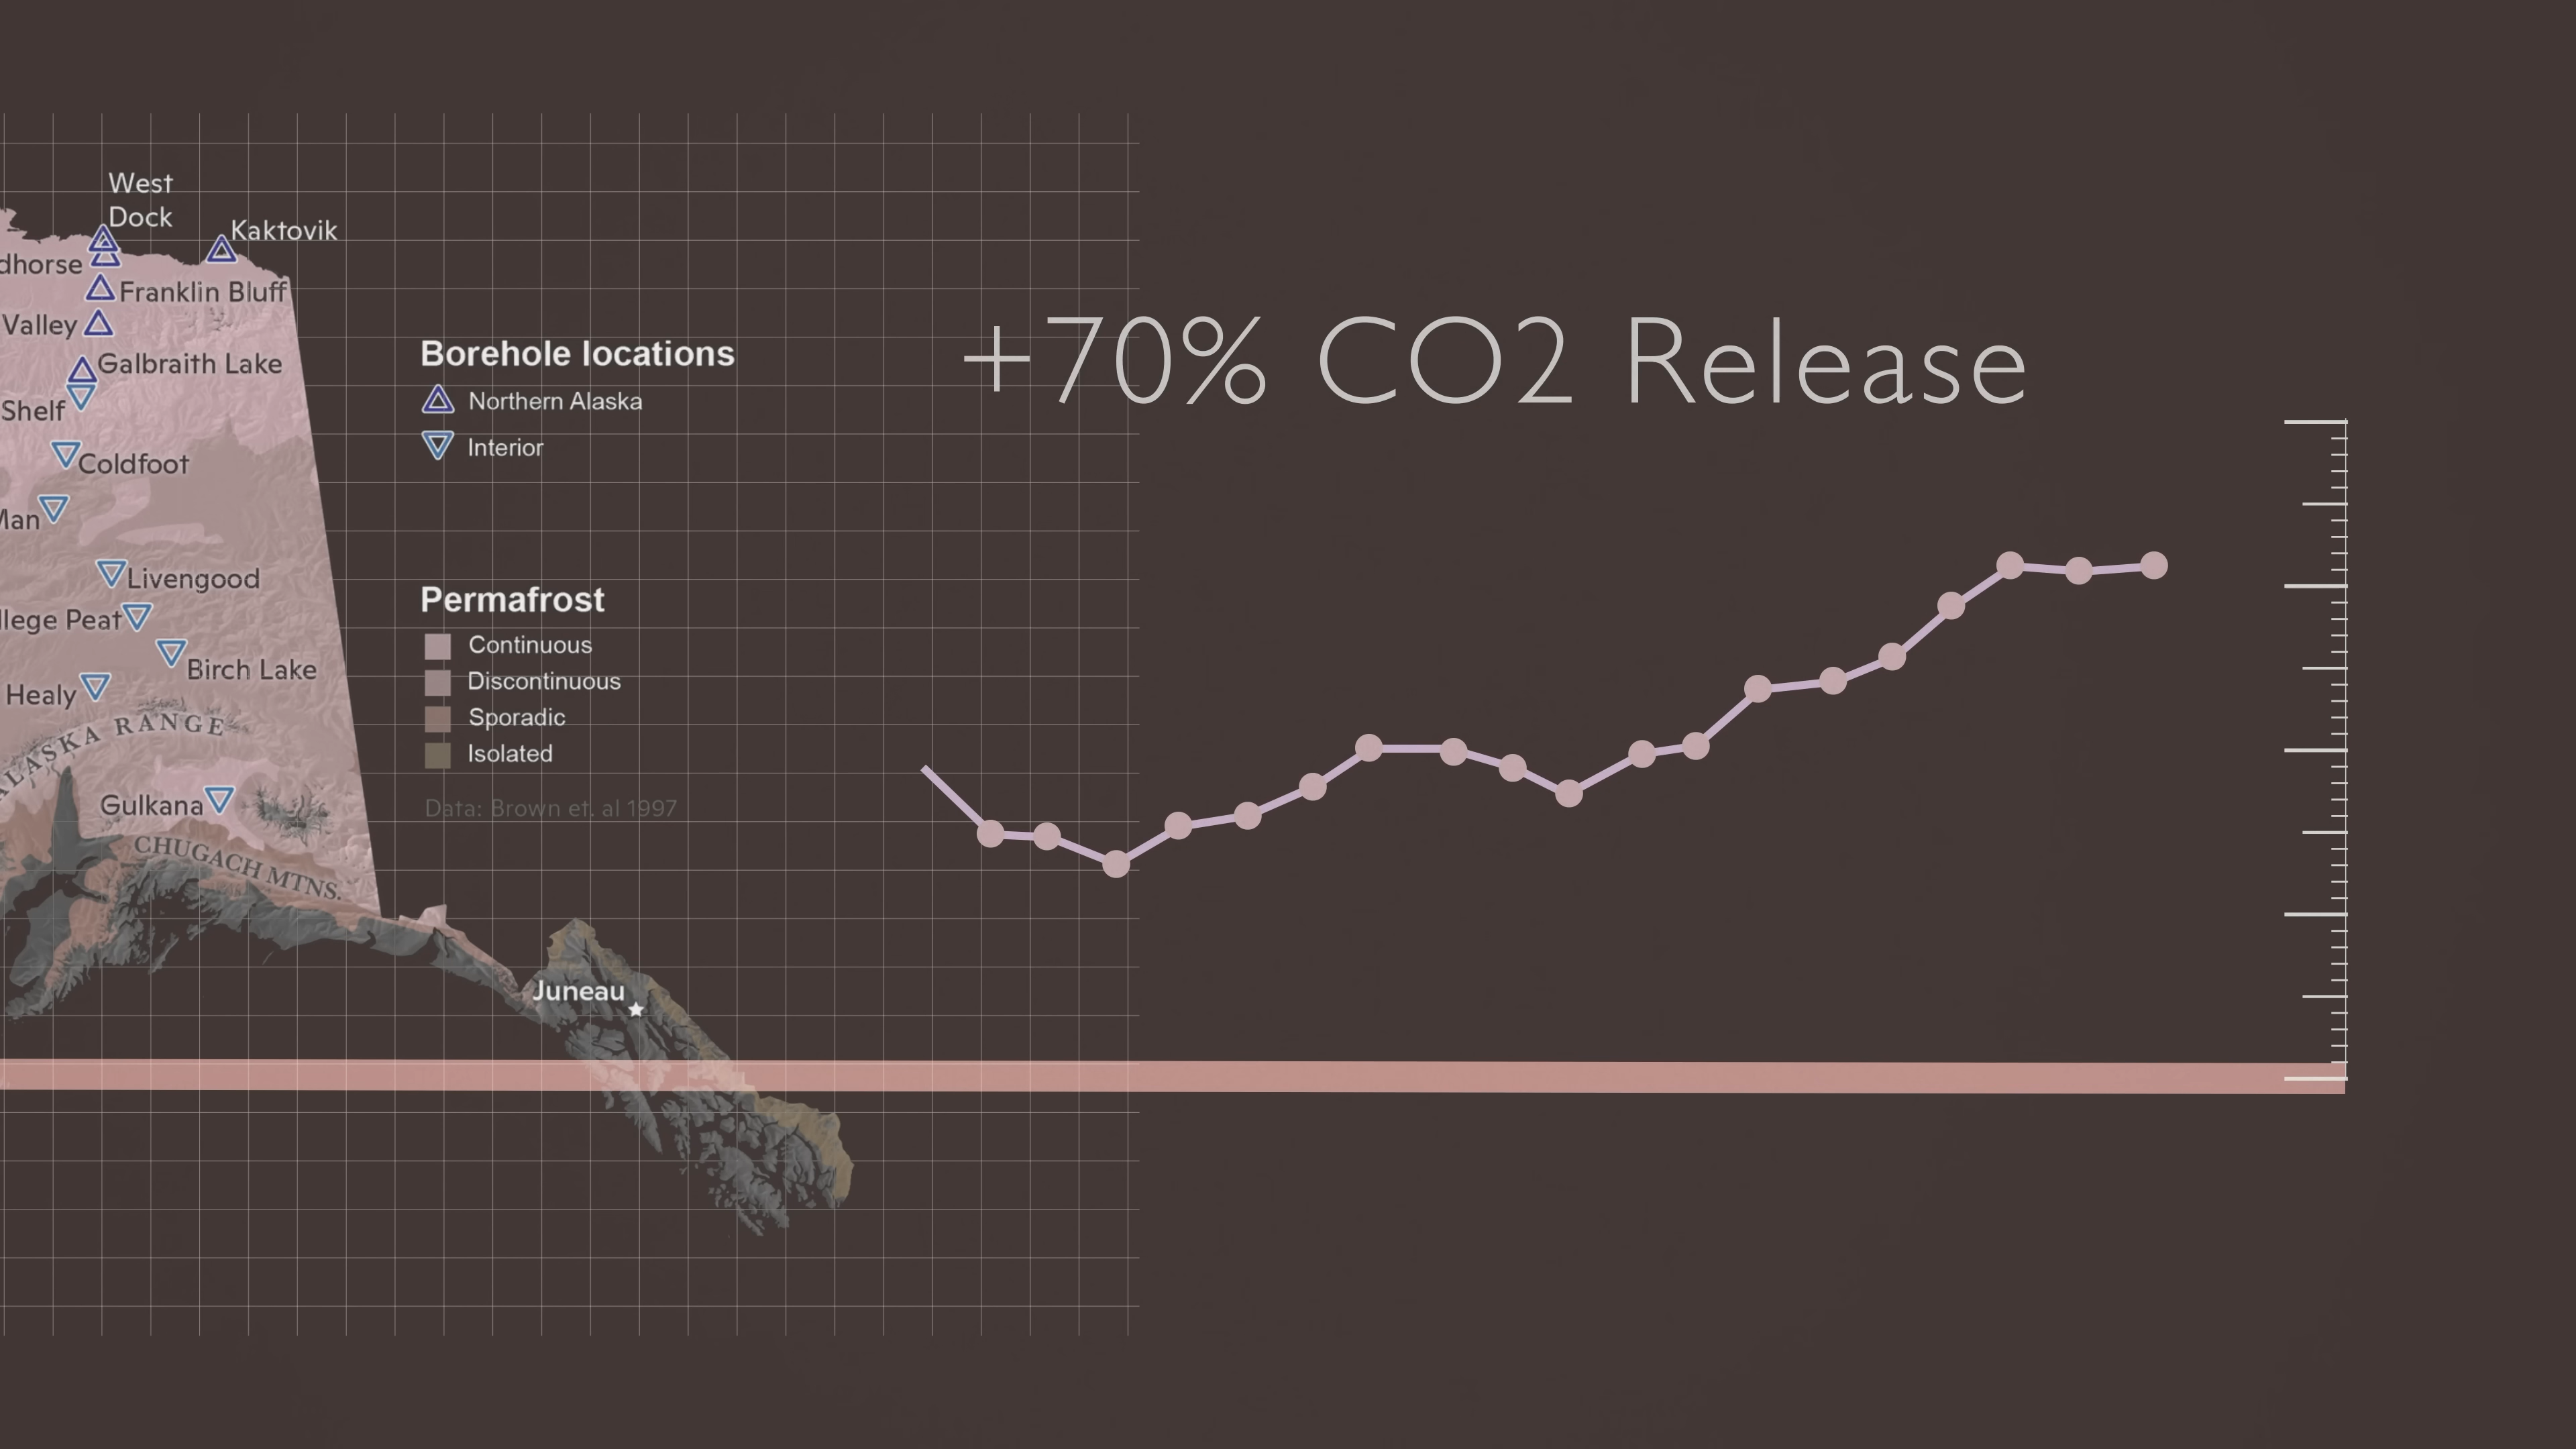 West
Dock
Kaktovik
dhorse
Franklin Bluff
Valley
Galbraith Lake
Shelf
Coldfoot
Man
Livengood
llege Peat
Birch Lake
Healy
ALASKA RANGE
Gulkana
CHUGACH MTNS.
Juneau
Borehole locations
Northern Alaska
Interior
Permafrost
Continuous
Discontinuous
Sporadic
Isolated
Data: Brown et. al 1997
+70% CO2 Release